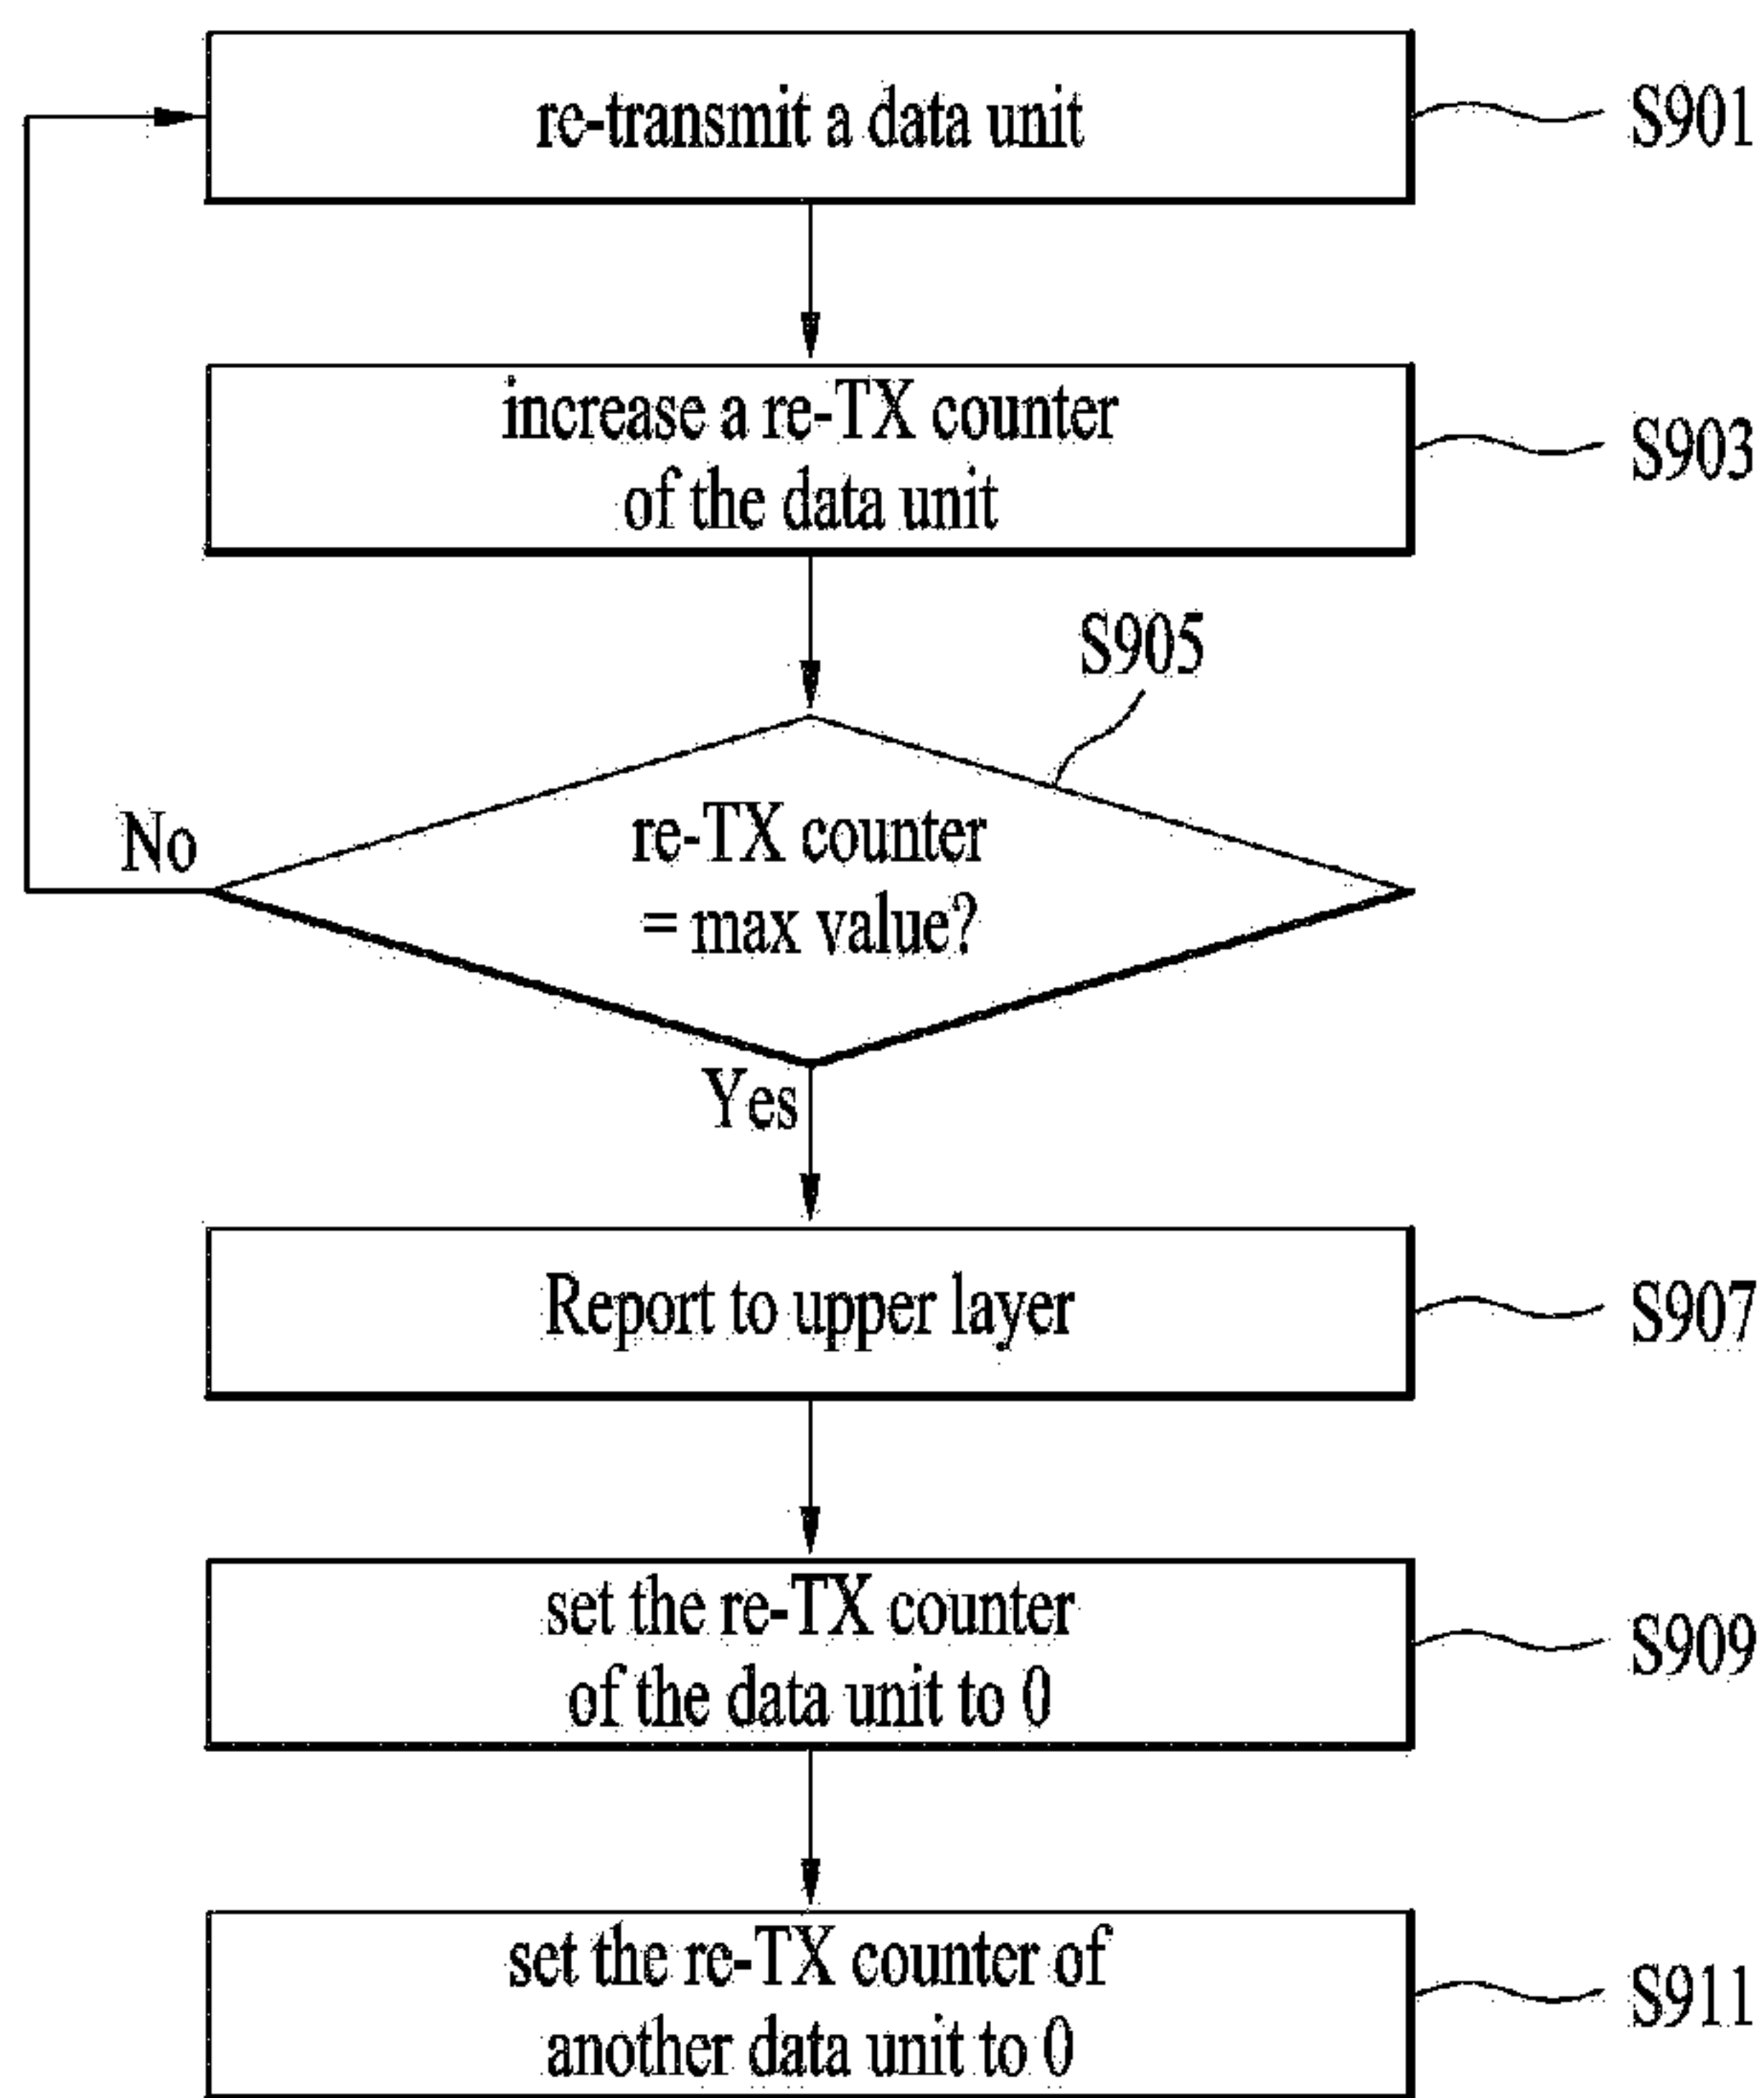 re-transmit a data unit
S901
increase a re-TX counter
of the data unit
S903
S905
re-TX counter
= max value?
No
Yes
Report to upper layer
S907
set the re-TX counter
of the data unit to 0
S909
set the re-TX counter of
another data unit to 0
S911